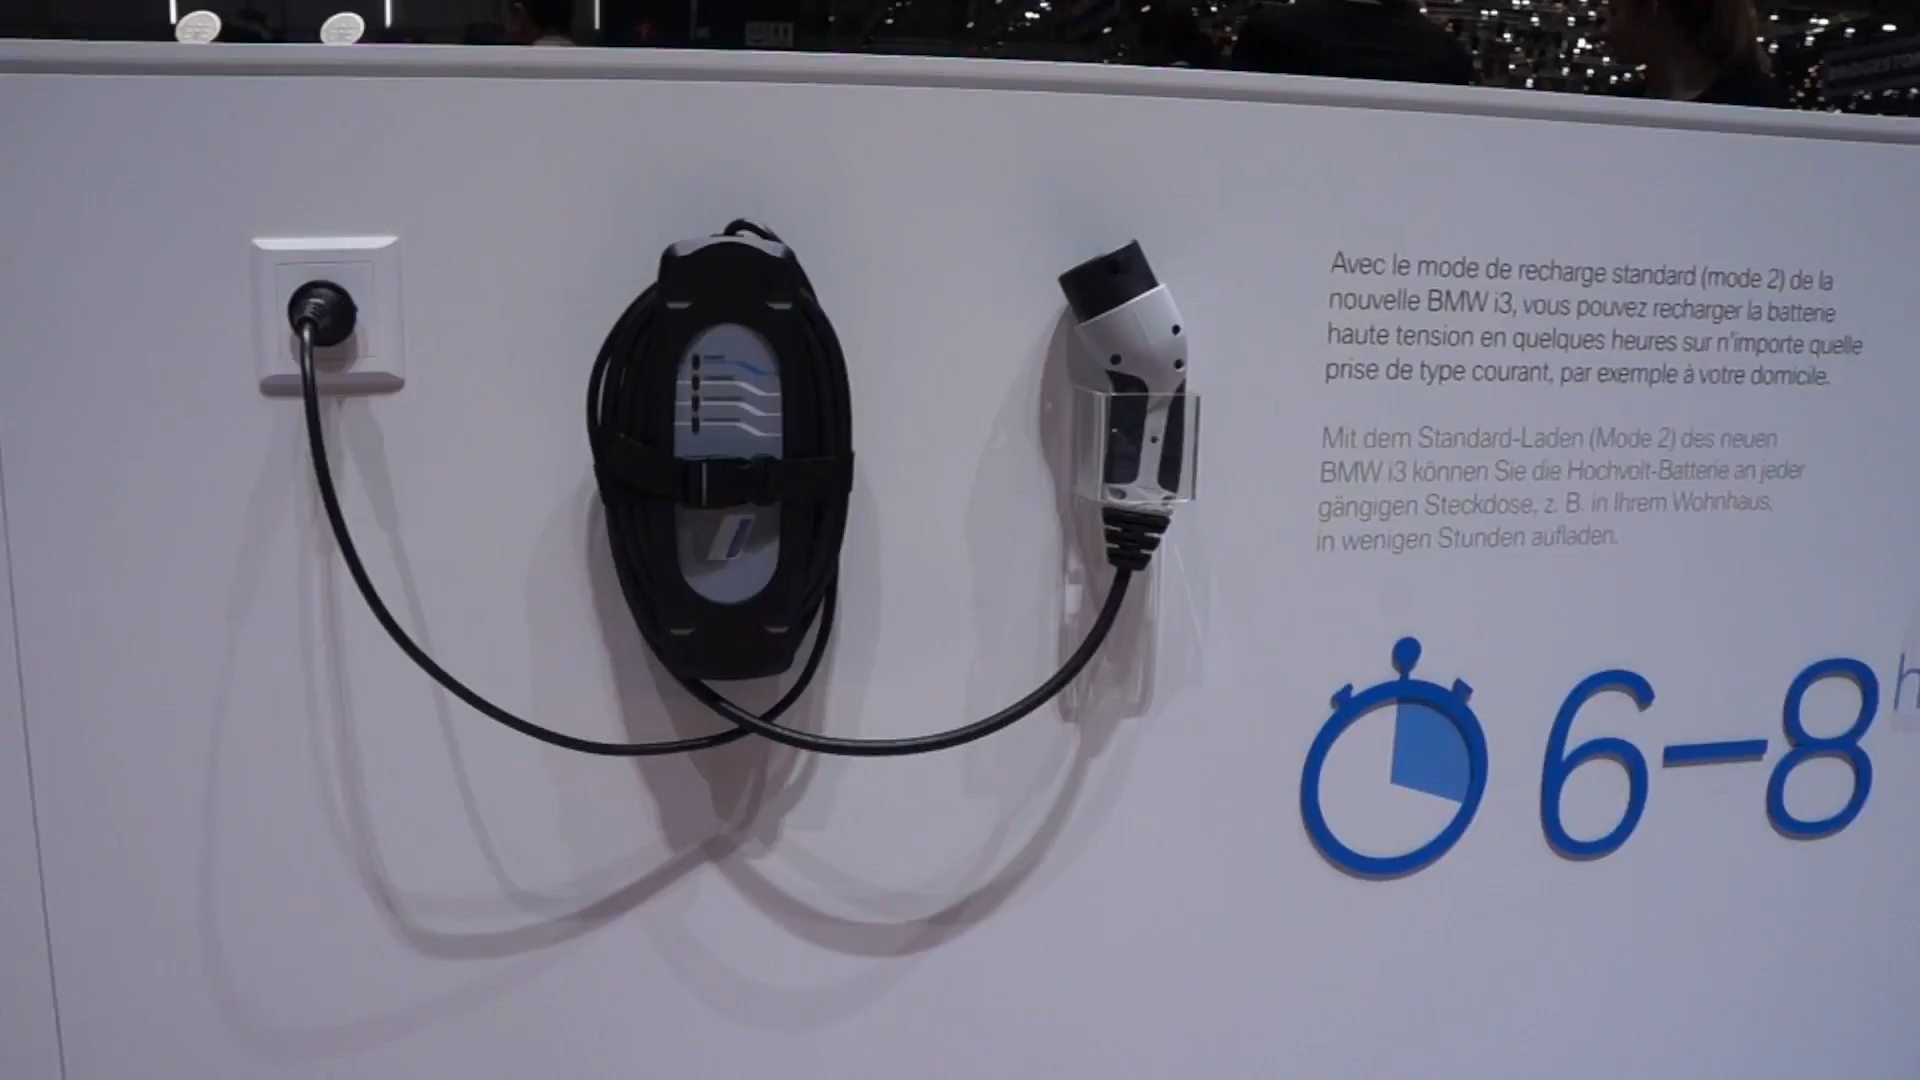 Avec le mode de recharge standard (mode 2) de la
nouvelle BMW i3, vous pouvez recharger la batterie
haute tension en quelques heures sur n'importe quelle
prise de type courant, par exemple à votre domicile.
Mit dem Standard-Laden (Mode 2) des neuen
BMW i3 können Sie die Hochvolt-Batterie an jeder
gängigen Steckdose, z. B. in Ihrem Wohnhaus,
in wenigen Stunden aufladen.
6–8 h